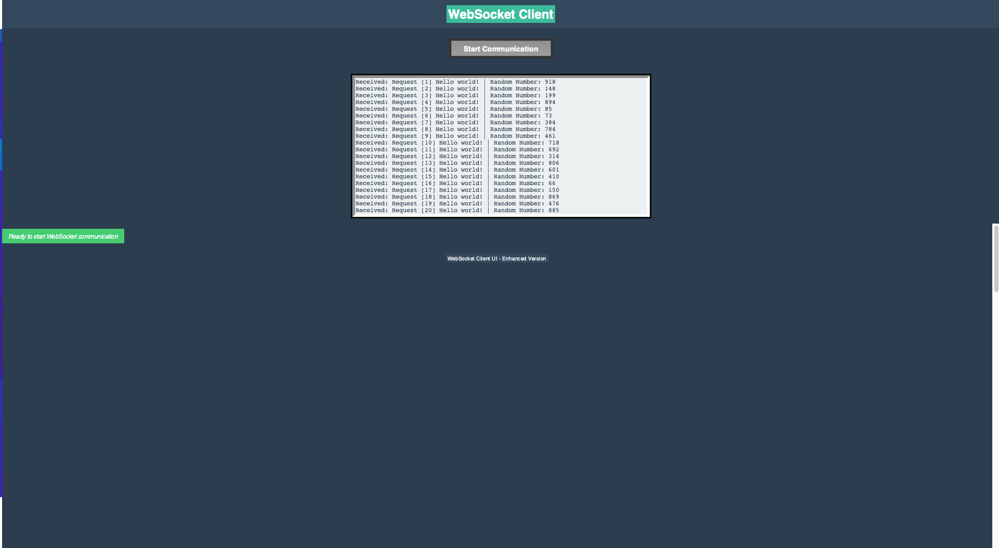 WebSocket Client
Start Communication
Received: Request [1] Hello world! | Random Number: 918
Received: Request [2] Hello world! | Random Number: 148
Received: Request [3] Hello world! | Random Number: 199
Received: Request [4] Hello world! | Random Number: 894
Received: Request [5] Hello world! | Random Number: 85
Received: Request [6] Hello world! | Random Number: 73
Received: Request [7] Hello world! | Random Number: 384
Received: Request [8] Hello world! | Random Number: 784
Received: Request [9] Hello world! | Random Number: 461
Received: Request [10] Hello world! | Random Number: 718
Received: Request [11] Hello world! | Random Number: 692
Received: Request [12] Hello world! | Random Number: 314
Received: Request [13] Hello world! | Random Number: 806
Received: Request [14] Hello world! | Random Number: 601
Received: Request [15] Hello world! | Random Number: 410
Received: Request [16] Hello world! | Random Number: 66
Received: Request [17] Hello world! | Random Number: 150
Received: Request [18] Hello world! | Random Number: 869
Received: Request [19] Hello world! | Random Number: 476
Received: Request [20] Hello world! | Random Number: 885
Ready to start WebSocket communication
WebSocket Client UI - Enhanced Version